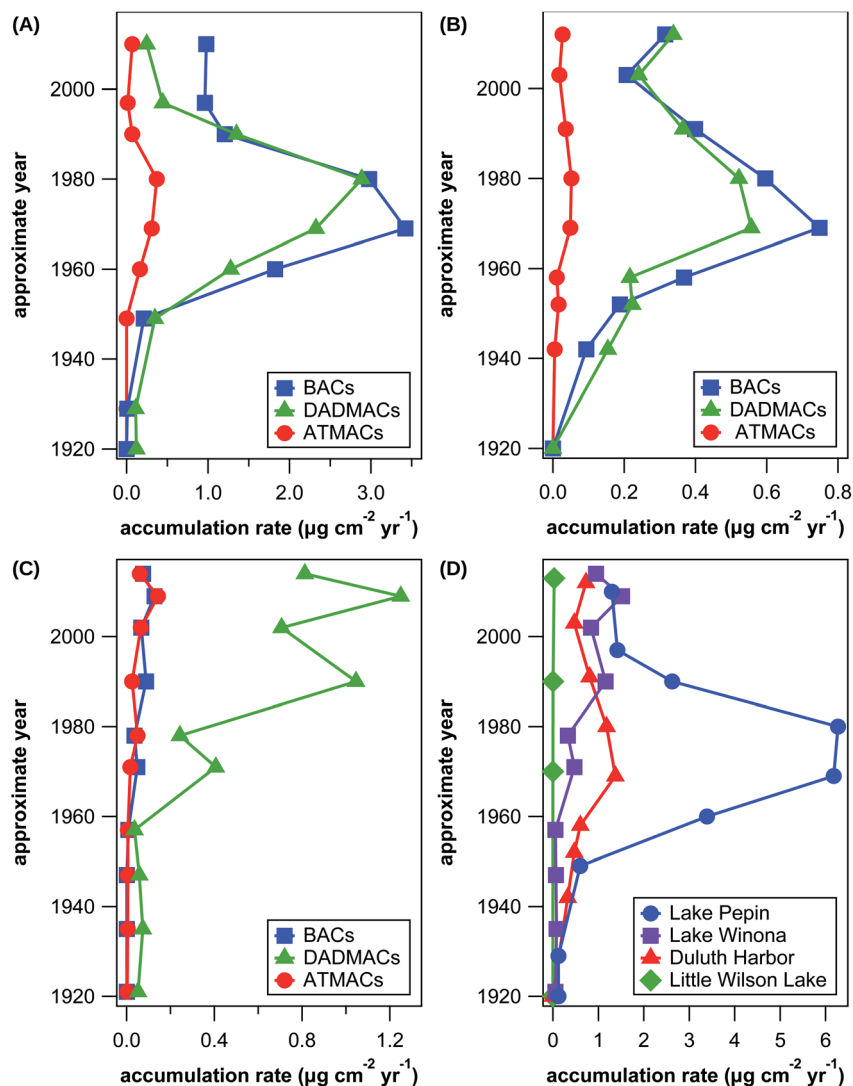 (A)
approximate year
2000
1980
1960
1940
1920
BACs
DADMACs
ATMACs
0.0 1.0 2.0 3.0
accumulation rate (µg cm⁻² yr⁻¹)
(B)
approximate year
2000
1980
1960
1940
1920
BACs
DADMACs
ATMACs
0.0 0.2 0.4 0.6 0.8
accumulation rate (µg cm⁻² yr⁻¹)
(C)
approximate year
2000
1980
1960
1940
1920
BACs
DADMACs
ATMACs
0.0 0.4 0.8 1.2
accumulation rate (µg cm⁻² yr⁻¹)
(D)
approximate year
2000
1980
1960
1940
1920
Lake Pepin
Lake Winona
Duluth Harbor
Little Wilson Lake
0 1 2 3 4 5 6
accumulation rate (µg cm⁻² yr⁻¹)